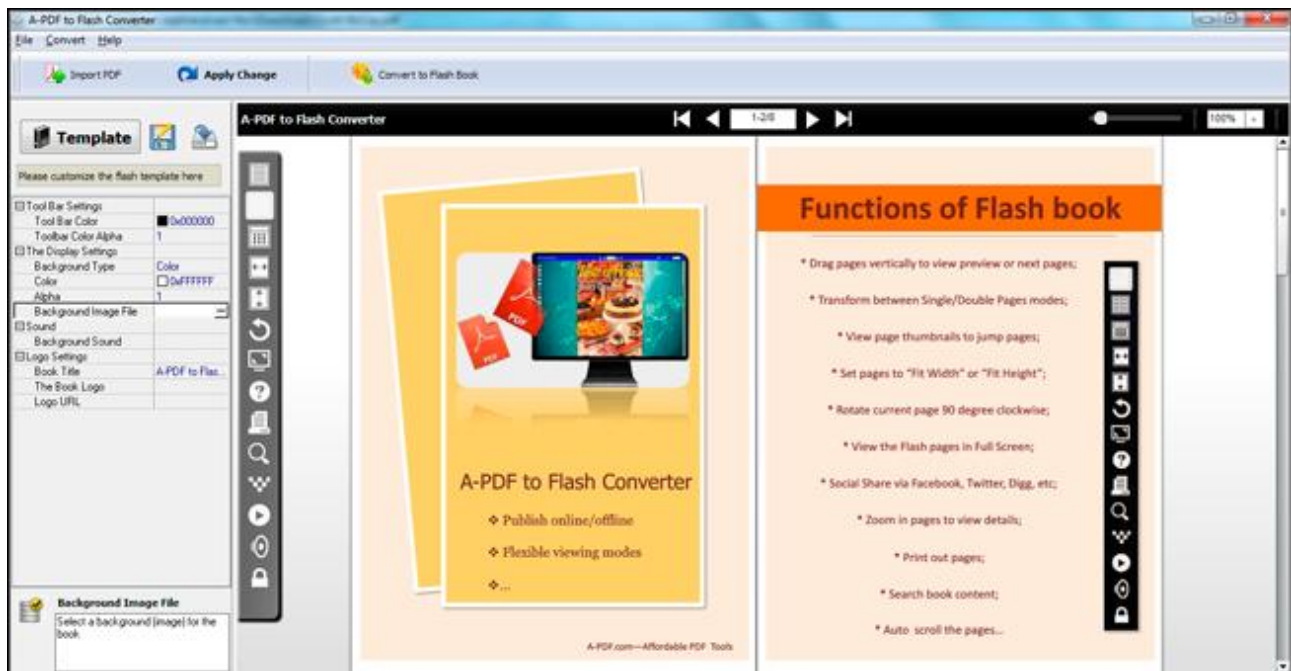 A-PDF to Flash Converter
File Convert Help
Import PDF Apply Change Convert to Flash Book
Template
Please customize the flash template here
Tool Bar Settings
Tool Bar Color 0x000000
Toolbar Color Alpha 1
The Display Settings
Background Type Color
Color 0xFFFFFF
Alpha 1
Background Image File
Sound
Background Sound
Logo Settings
Book Title A-PDF to Flas...
The Book Logo
Logo URL
Background Image File
Select a background (image) for the
book
A-PDF to Flash Converter 1-2/8 100%
PDF
PDF
A-PDF to Flash Converter
❖ Publish online/offline
❖ Flexible viewing modes
❖...
A-PDF.com—Affordable PDF Tools
Functions of Flash book
* Drag pages vertically to view preview or next pages;
* Transform between Single/Double Pages modes;
* View page thumbnails to jump pages;
* Set pages to "Fit Width" or "Fit Height";
* Rotate current page 90 degree clockwise;
* View the Flash pages in Full Screen;
* Social Share via Facebook, Twitter, Digg, etc;
* Zoom in pages to view details;
* Print out pages;
* Search book content;
* Auto scroll the pages...